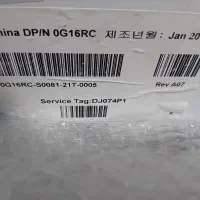 hina DP/N 0G16RC 제조년월: Jan 20
0G16RC-S0081-21T-0005
Rev A07
Service Tag:DJ074P1